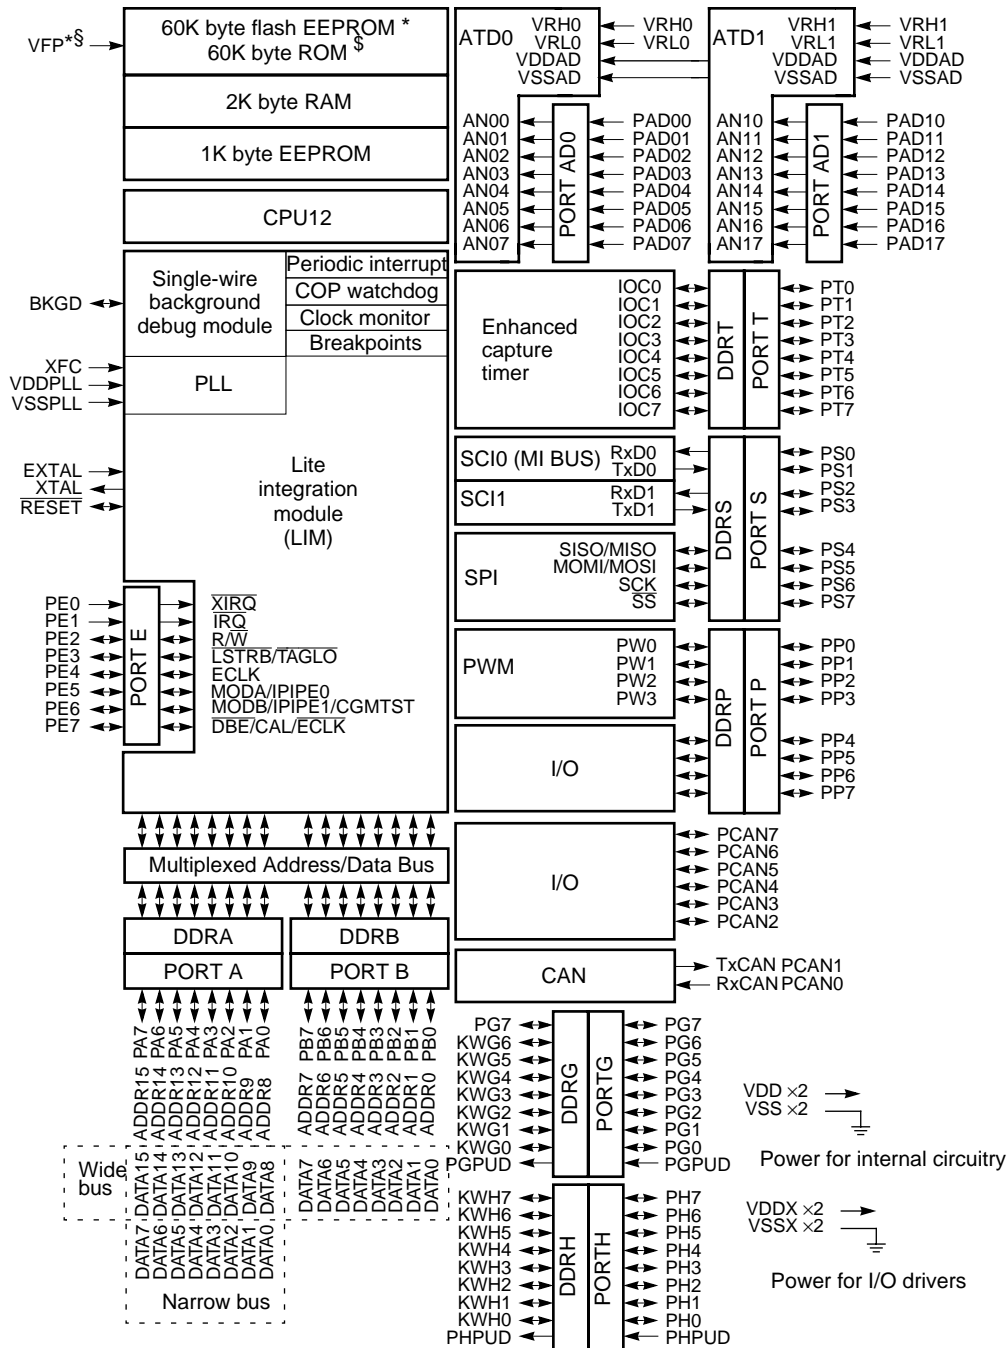 VFP*§
60K byte flash EEPROM *
60K byte ROM $
2K byte RAM
1K byte EEPROM
CPU12
ATD0
VRH0
VRL0
VDDAD
VSSAD
VRH0
VRL0
ATD1
VRH1
VRL1
VDDAD
VSSAD
VRH1
VRL1
VDDAD
VSSAD
AN00
AN01
AN02
AN03
AN04
AN05
AN06
AN07
PORT AD0
PAD00
PAD01
PAD02
PAD03
PAD04
PAD05
PAD06
PAD07
AN10
AN11
AN12
AN13
AN14
AN15
AN16
AN17
PORT AD1
PAD10
PAD11
PAD12
PAD13
PAD14
PAD15
PAD16
PAD17
BKGD
Single-wire
background
debug module
Periodic interrupt
COP watchdog
Clock monitor
Breakpoints
XFC
VDDPLL
VSSPLL
PLL
EXTAL
XTAL
RESET
Lite
integration
module
(LIM)
PE0
PE1
PE2
PE3
PE4
PE5
PE6
PE7
PORT E
XIRQ
IRQ
R/W
LSTRB/TAGLO
ECLK
MODA/IPIPE0
MODB/IPIPE1/CGMTST
DBE/CAL/ECLK
Enhanced
capture
timer
IOC0
IOC1
IOC2
IOC3
IOC4
IOC5
IOC6
IOC7
DDRT
PORT T
PT0
PT1
PT2
PT3
PT4
PT5
PT6
PT7
SCI0 (MI BUS)
RxD0
TxD0
SCI1
RxD1
TxD1
SPI
SISO/MISO
MOMI/MOSI
SCK
SS
DDRS
PORT S
PS0
PS1
PS2
PS3
PS4
PS5
PS6
PS7
PWM
PW0
PW1
PW2
PW3
I/O
DDRP
PORT P
PP0
PP1
PP2
PP3
PP4
PP5
PP6
PP7
I/O
PCAN7
PCAN6
PCAN5
PCAN4
PCAN3
PCAN2
CAN
TxCAN PCAN1
RxCAN PCAN0
Multiplexed Address/Data Bus
DDRA
DDRB
PORT A
PORT B
PA7
PA6
PA5
PA4
PA3
PA2
PA1
PA0
PB7
PB6
PB5
PB4
PB3
PB2
PB1
PB0
ADDR15
ADDR14
ADDR13
ADDR12
ADDR11
ADDR10
ADDR9
ADDR8
ADDR7
ADDR6
ADDR5
ADDR4
ADDR3
ADDR2
ADDR1
ADDR0
Wide
bus
DATA15
DATA14
DATA13
DATA12
DATA11
DATA10
DATA9
DATA8
DATA7
DATA6
DATA5
DATA4
DATA3
DATA2
DATA1
DATA0
DATA7
DATA6
DATA5
DATA4
DATA3
DATA2
DATA1
DATA0
Narrow bus
PG7
KWG6
KWG5
KWG4
KWG3
KWG2
KWG1
KWG0
PGPUD
DDRG
PORTG
PG7
PG6
PG5
PG4
PG3
PG2
PG1
PG0
PGPUD
KWH7
KWH6
KWH5
KWH4
KWH3
KWH2
KWH1
KWH0
PHPUD
DDRH
PORTH
PH7
PH6
PH5
PH4
PH3
PH2
PH1
PH0
PHPUD
VDD ×2
VSS ×2
Power for internal circuitry
VDDX ×2
VSSX ×2
Power for I/O drivers